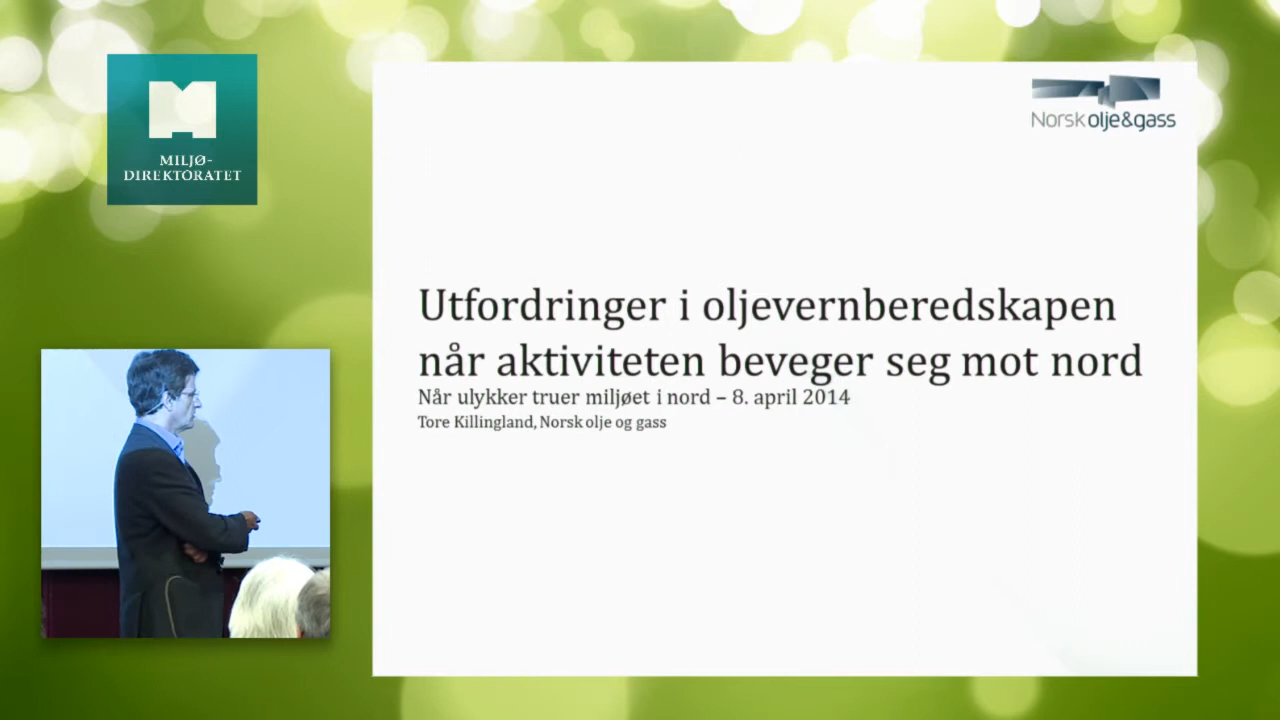 MILJØ-
DIREKTORATET
Norsk olje&gass
Utfordringer i oljevernberedskapen
når aktiviteten beveger seg mot nord
Når ulykker truer miljøet i nord – 8. april 2014
Tore Killingland, Norsk olje og gass